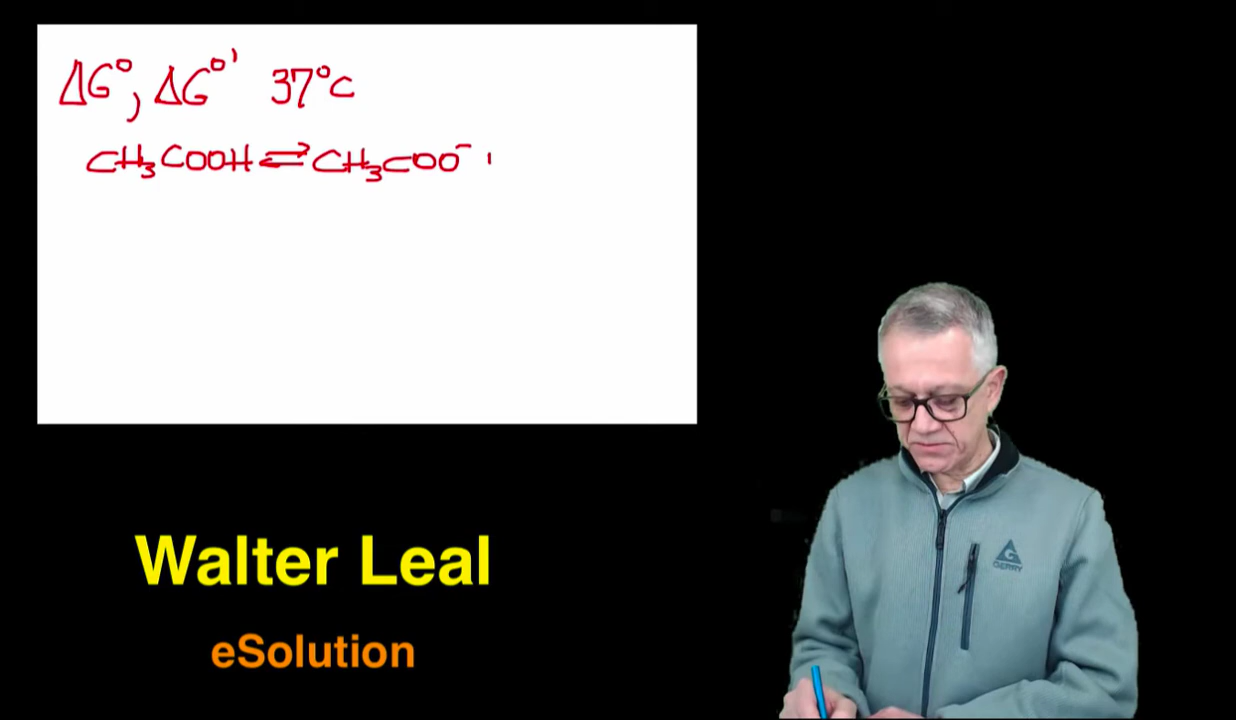 ΔG°, ΔG°' 37°C
CH₃COOH ⇌ CH₃COO⁻
GERRY
Walter Leal
eSolution